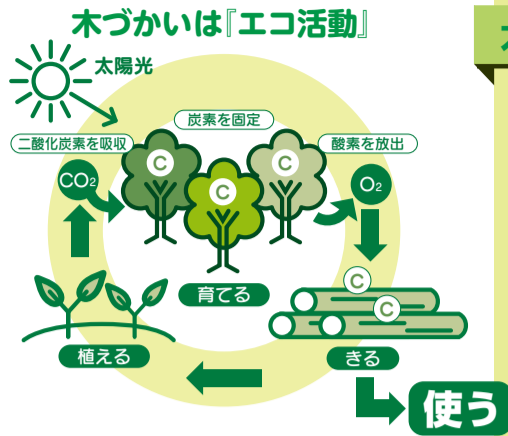 木づかいは『エコ活動』
太陽光
炭素を固定
二酸化炭素を吸収
酸素を放出
C
C
C
CO₂
O₂
育てる
C
C
植える
きる
使う